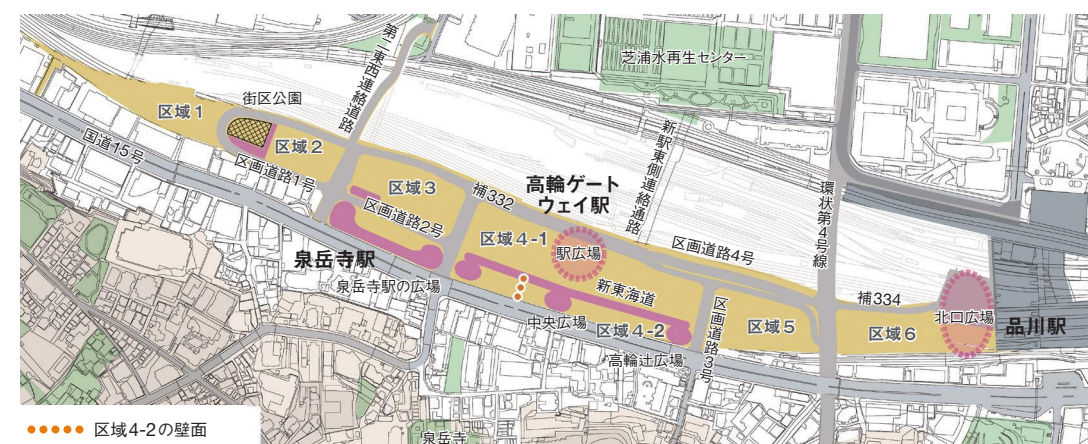 芝浦水再生センター
第二東西連絡道路
街区公園
区域1
区域2
国道15号
区画道路1号
新駅東側連絡通路
環状第4号線
高輪ゲート
ウェイ駅
補332
区域3
区画道路2号
区域4-1
駅広場
区画道路4号
泉岳寺駅
泉岳寺駅の広場
新東海道
補334
北口広場
品川駅
中央広場
区域4-2
区画道路3号
区域5
区域6
高輪辻広場
泉岳寺
区域4-2の壁面